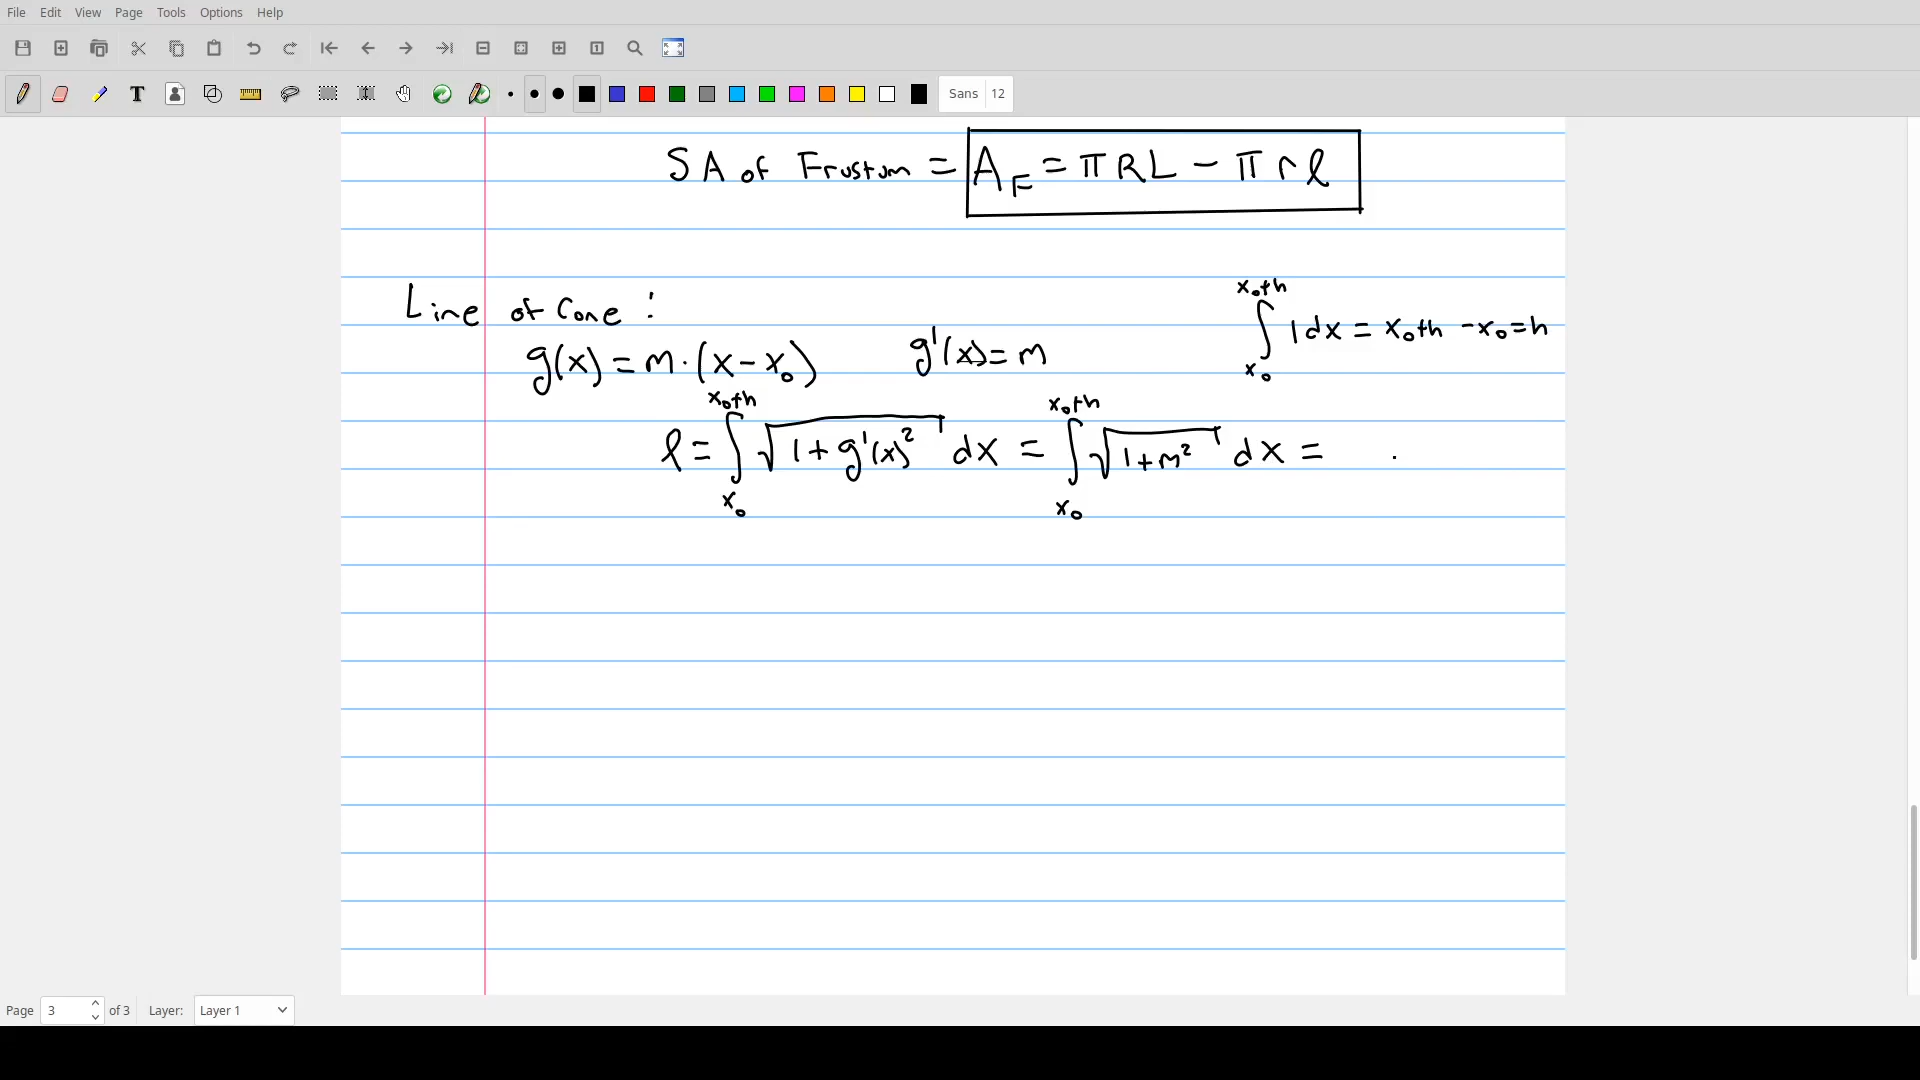 File Edit View Page Tools Options Help
Sans 12
SA of Frustum = A_F = πRL − πrℓ
Line of Cone :
∫_{x₀}^{x₀+h} 1dx = x₀+h −x₀=h
g(x) = m·(x−x₀) g'(x)= m
ℓ = ∫_{x₀}^{x₀+h} √(1+g'(x)²) dx = ∫_{x₀}^{x₀+h} √(1+m²) dx =
Page 3 of 3 Layer: Layer 1